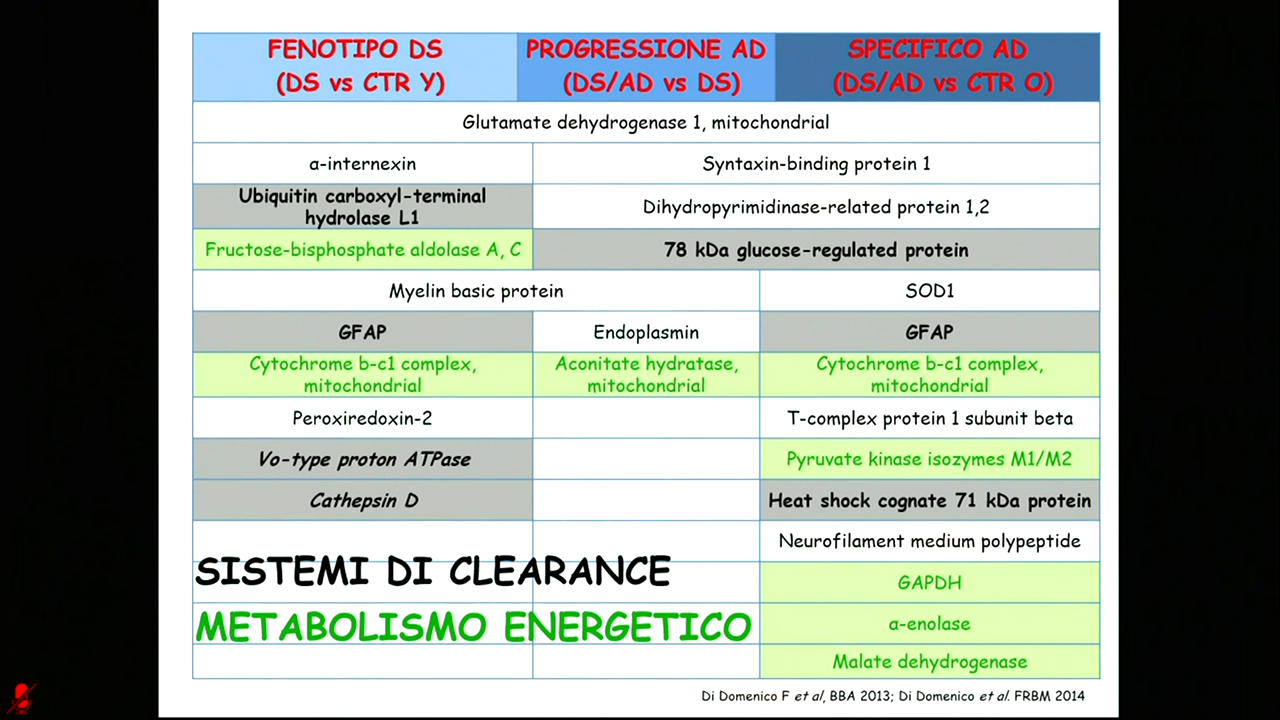 FENOTIPO DS
(DS vs CTR Y)
PROGRESSIONE AD
(DS/AD vs DS)
SPECIFICO AD
(DS/AD vs CTR O)
Glutamate dehydrogenase 1, mitochondrial
α-internexin
Syntaxin-binding protein 1
Ubiquitin carboxyl-terminal
hydrolase L1
Dihydropyrimidinase-related protein 1,2
Fructose-bisphosphate aldolase A, C
78 kDa glucose-regulated protein
Myelin basic protein
SOD1
GFAP
Endoplasmin
GFAP
Cytochrome b-c1 complex,
mitochondrial
Aconitate hydratase,
mitochondrial
Cytochrome b-c1 complex,
mitochondrial
Peroxiredoxin-2
T-complex protein 1 subunit beta
Vo-type proton ATPase
Pyruvate kinase isozymes M1/M2
Cathepsin D
Heat shock cognate 71 kDa protein
Neurofilament medium polypeptide
SISTEMI DI CLEARANCE
GAPDH
METABOLISMO ENERGETICO
α-enolase
Malate dehydrogenase
Di Domenico F et al, BBA 2013; Di Domenico et al. FRBM 2014